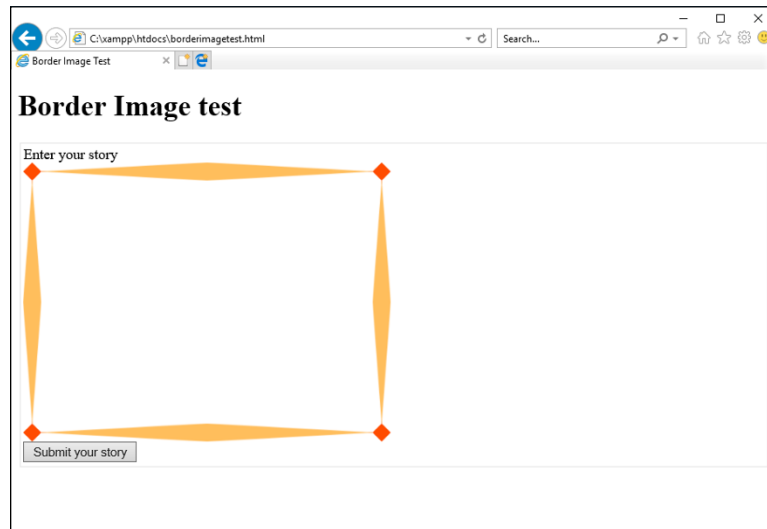 C:\xampp\htdocs\borderimagetest.html
Search...
Border Image Test
Border Image test
Enter your story
Submit your story